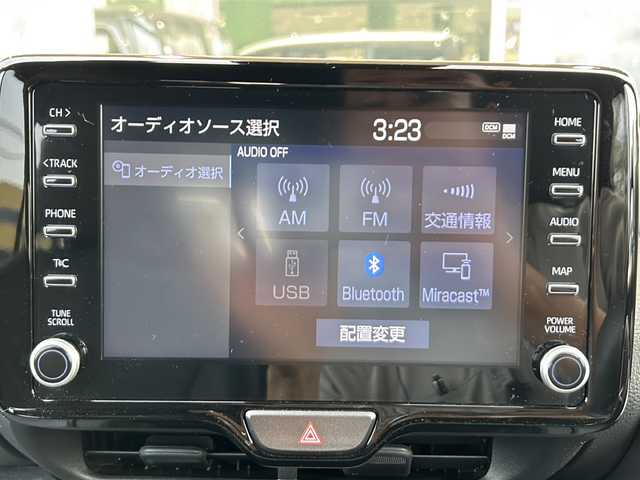 CH >
< TRACK
PHONE
T<C
TUNE
SCROLL
オーディオソース選択
3:23
DCM
DCM
オーディオ選択
AUDIO OFF
AM
FM
交通情報
USB
Bluetooth
Miracast™
配置変更
HOME
MENU
AUDIO
MAP
POWER
VOLUME